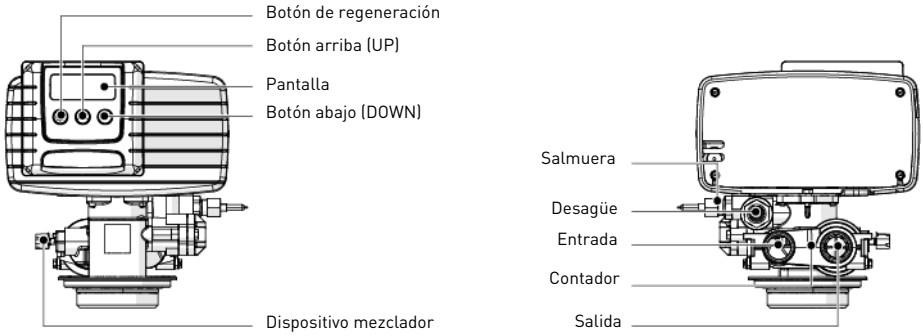 Botón de regeneración
Botón arriba (UP)
Pantalla
Botón abajo (DOWN)
Dispositivo mezclador
Salmuera
Desagüe
Entrada
Contador
Salida